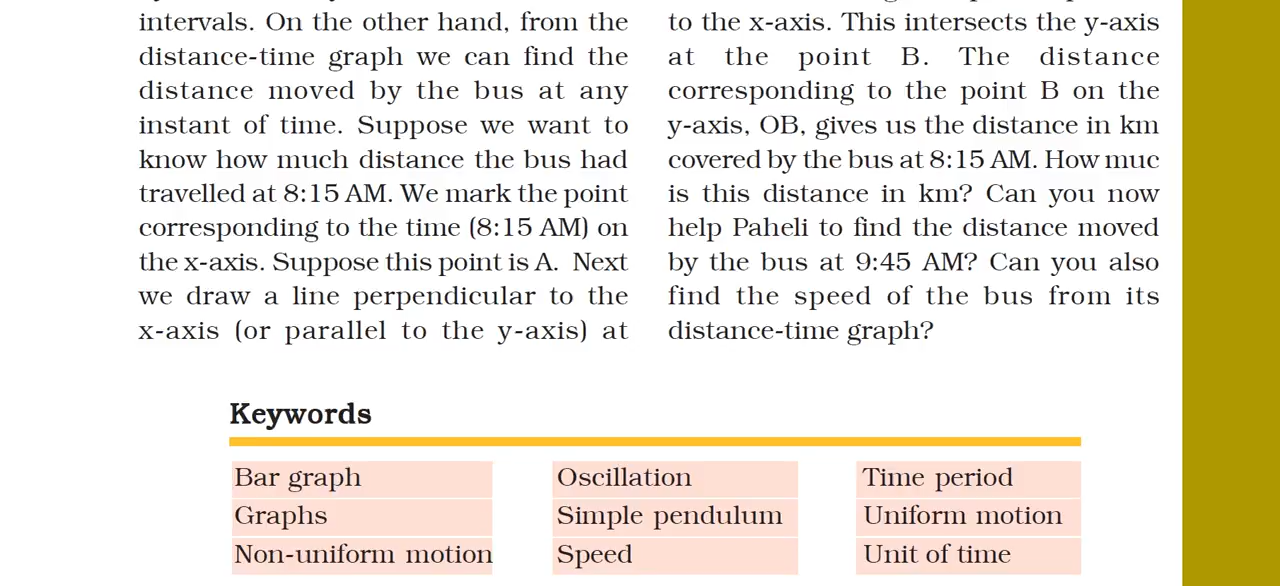 intervals. On the other hand, from the
distance-time graph we can find the
distance moved by the bus at any
instant of time. Suppose we want to
know how much distance the bus had
travelled at 8:15 AM. We mark the point
corresponding to the time (8:15 AM) on
the x-axis. Suppose this point is A. Next
we draw a line perpendicular to the
x-axis (or parallel to the y-axis) at
to the x-axis. This intersects the y-axis
at the point B. The distance
corresponding to the point B on the
y-axis, OB, gives us the distance in km
covered by the bus at 8:15 AM. How muc
is this distance in km? Can you now
help Paheli to find the distance moved
by the bus at 9:45 AM? Can you also
find the speed of the bus from its
distance-time graph?
Keywords
Bar graph
Graphs
Non-uniform motion
Oscillation
Simple pendulum
Speed
Time period
Uniform motion
Unit of time